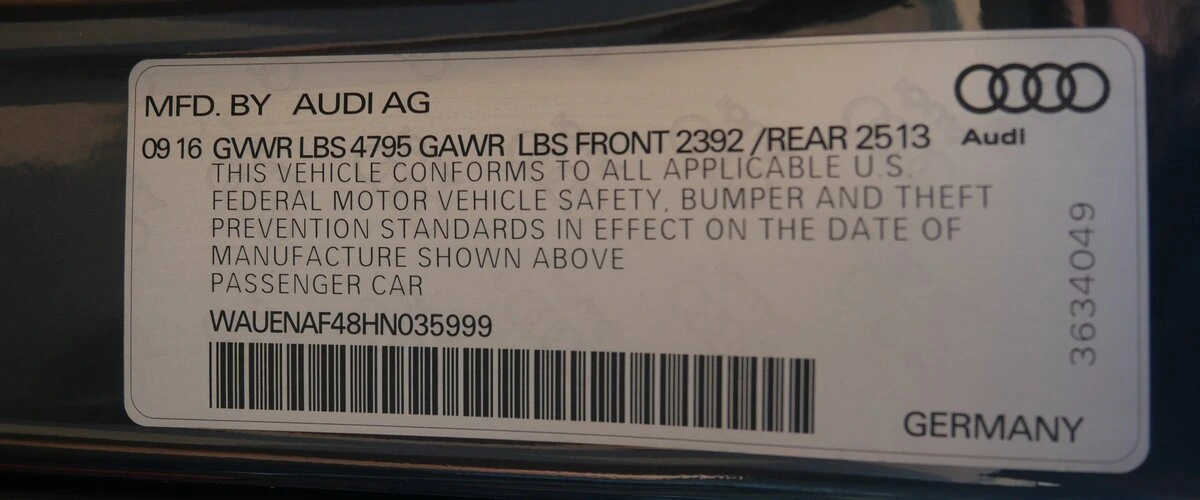 MFD. BY AUDI AG
09 16 GVWR LBS 4795 GAWR LBS FRONT 2392 /REAR 2513
Audi
THIS VEHICLE CONFORMS TO ALL APPLICABLE U.S.
FEDERAL MOTOR VEHICLE SAFETY, BUMPER AND THEFT
PREVENTION STANDARDS IN EFFECT ON THE DATE OF
MANUFACTURE SHOWN ABOVE
PASSENGER CAR
WAUENAF48HN035999
3634049
GERMANY